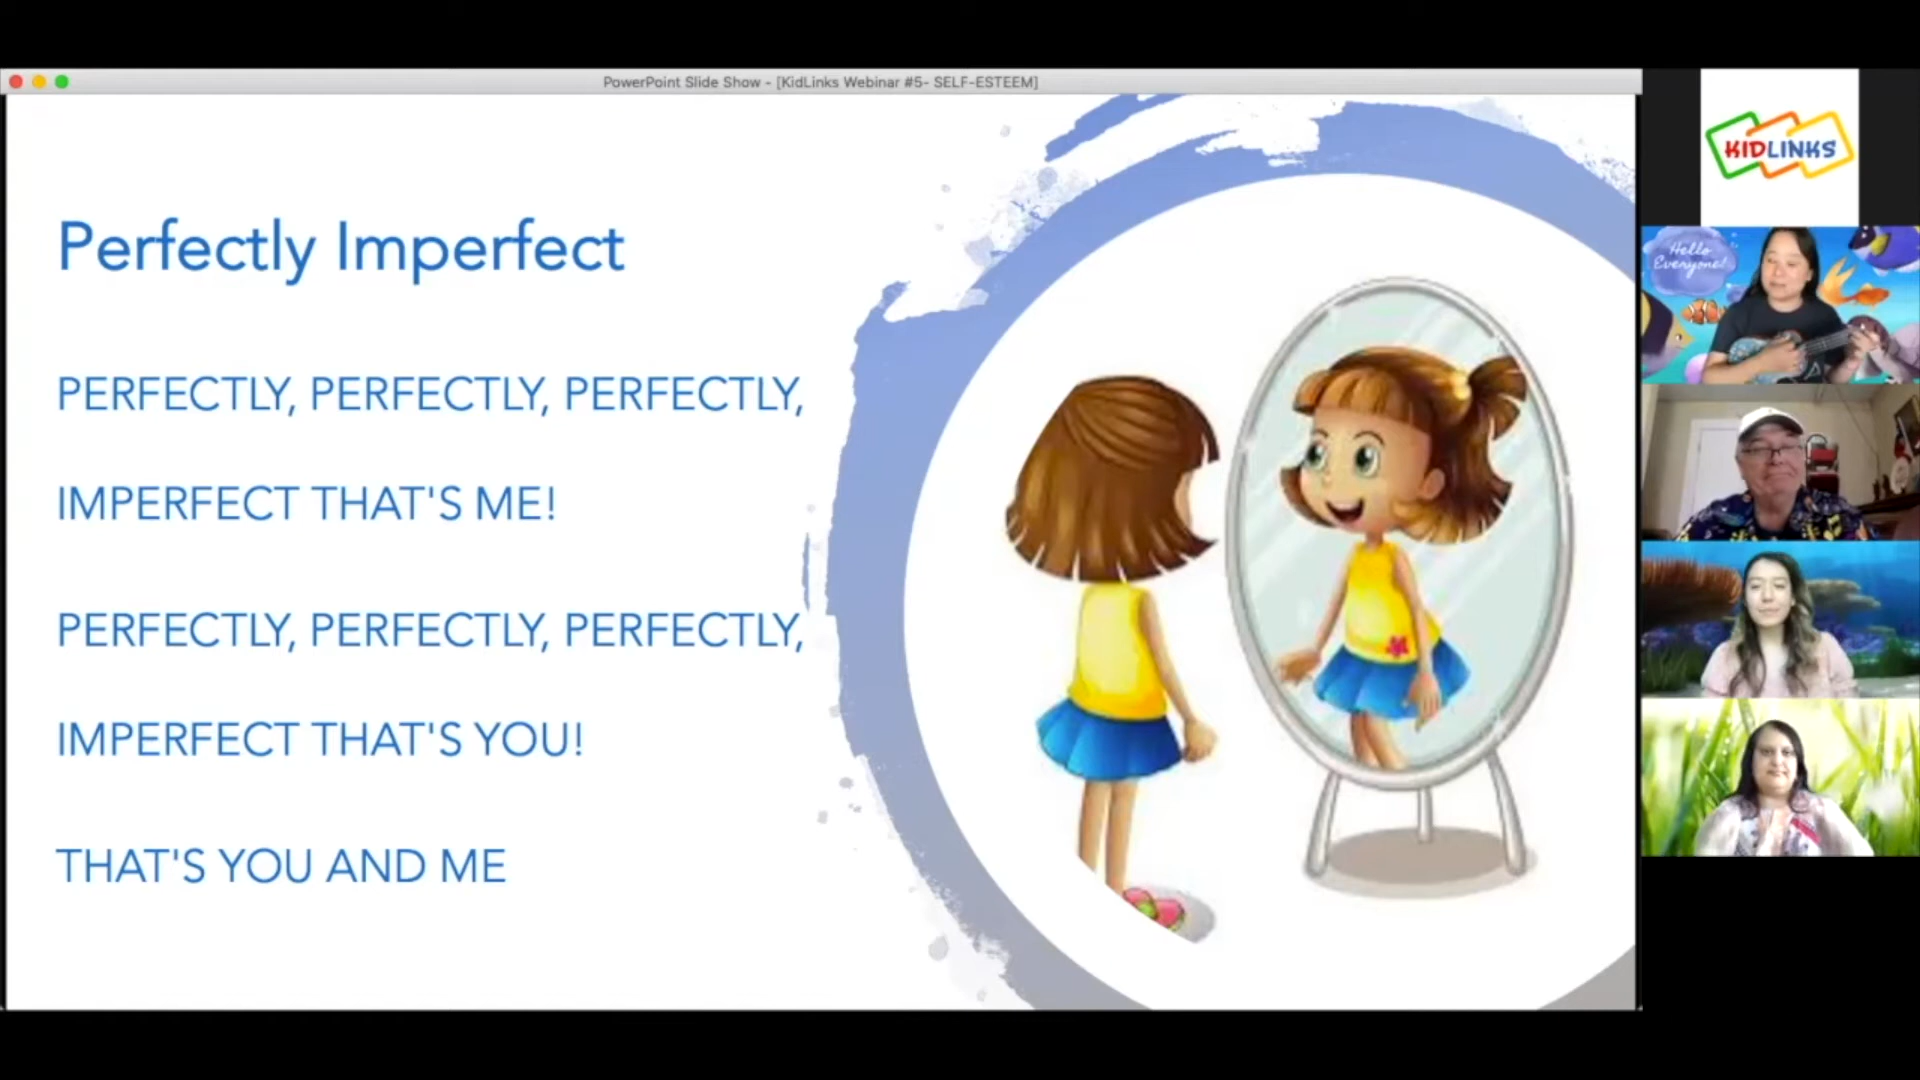 PowerPoint Slide Show - [KidLinks Webinar #5- SELF-ESTEEM]
Perfectly Imperfect
PERFECTLY, PERFECTLY, PERFECTLY,
IMPERFECT THAT'S ME!
PERFECTLY, PERFECTLY, PERFECTLY,
IMPERFECT THAT'S YOU!
THAT'S YOU AND ME
KIDLINKS
Hello
Everyone!